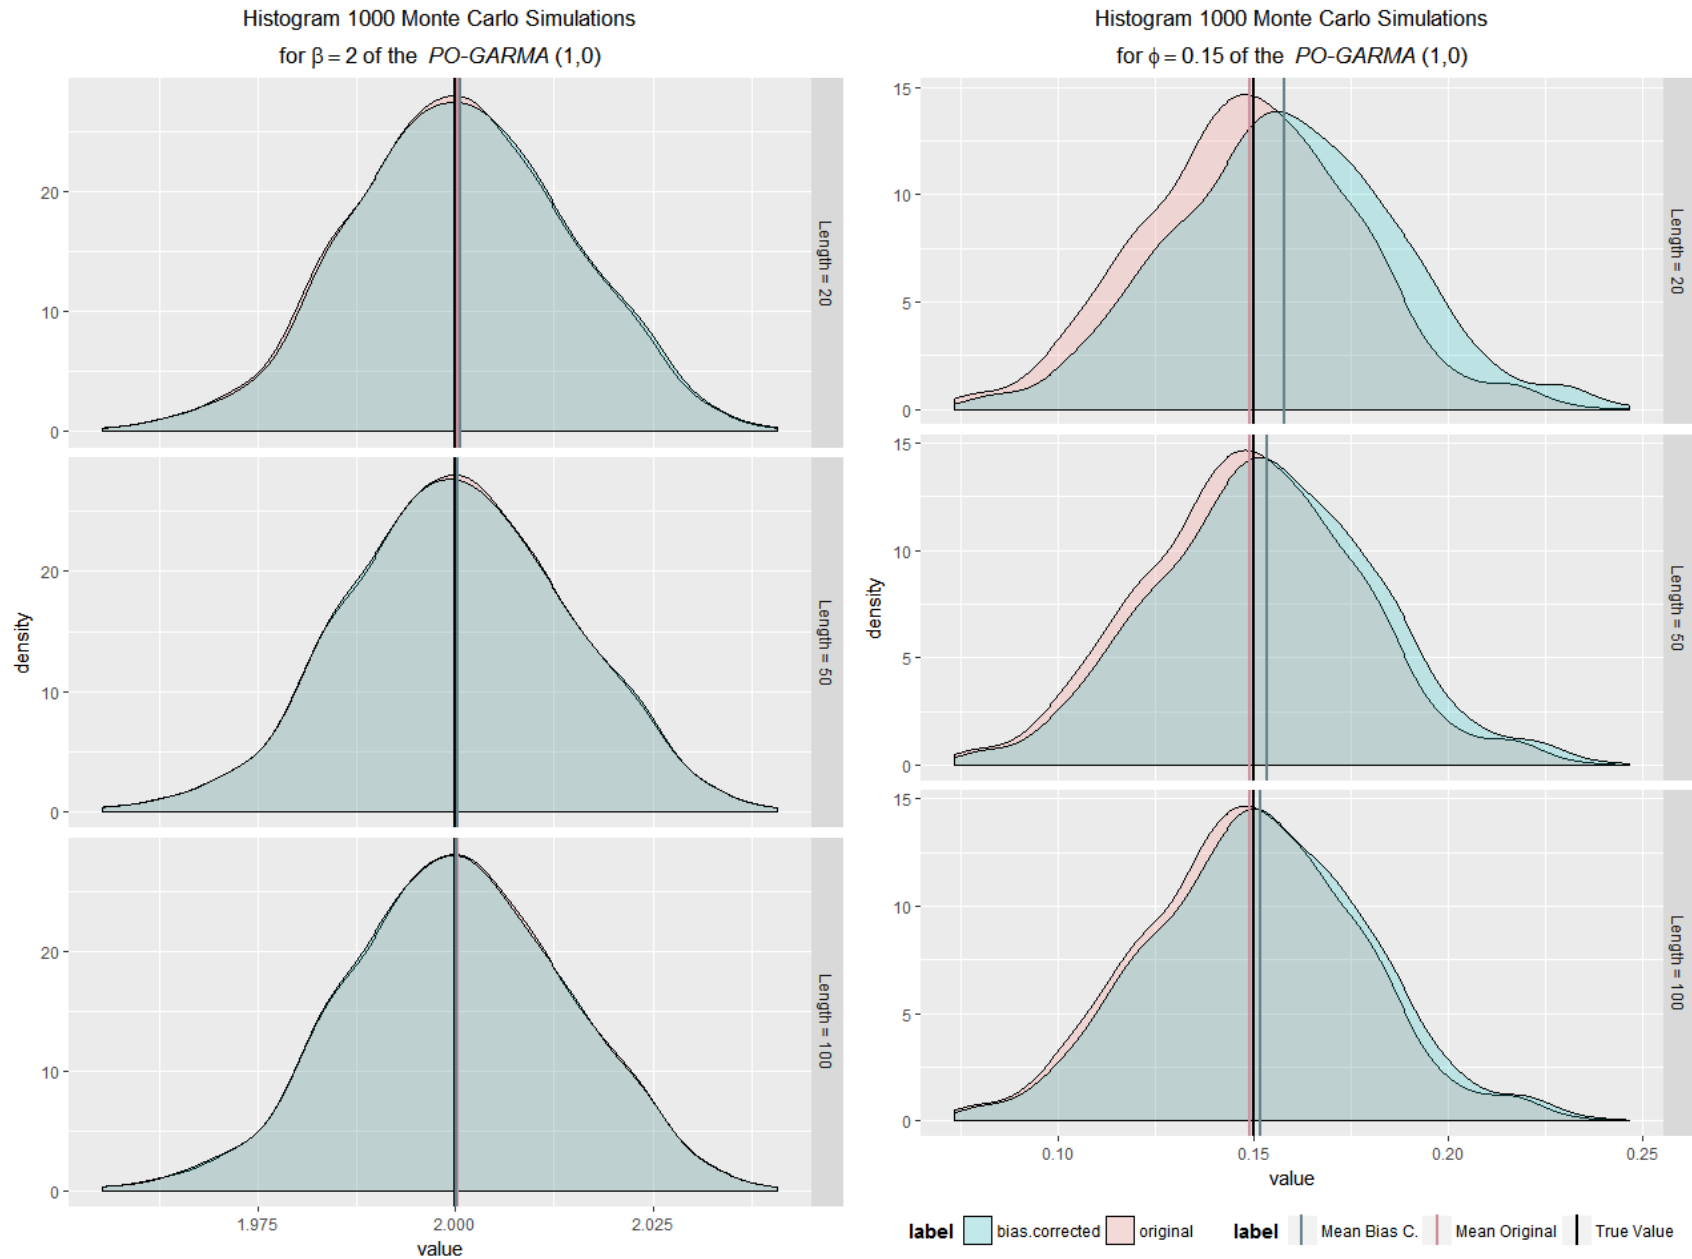 Histogram 1000 Monte Carlo Simulations
for β = 2 of the PO-GARMA (1,0)
density
20
10
0
Length = 20
20
10
0
Length = 50
20
10
0
Length = 100
1.975 2.000 2.025
value
Histogram 1000 Monte Carlo Simulations
for ϕ = 0.15 of the PO-GARMA (1,0)
density
15
10
5
0
Length = 20
15
10
5
0
Length = 50
15
10
5
0
Length = 100
0.10 0.15 0.20 0.25
value
label bias.corrected original label Mean Bias C. Mean Original True Value